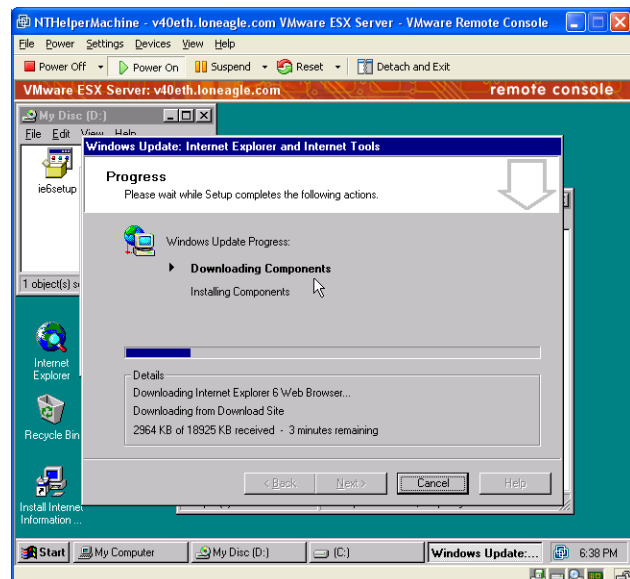 NTHelperMachine - v40eth.loneagle.com VMware ESX Server - VMware Remote Console
File Power Settings Devices View Help
Power Off Power On Suspend Reset Detach and Exit
VMware ESX Server: v40eth.loneagle.com remote console
My Disc (D:)
File Edit View Help
ie6setup
1 object(s) s
Windows Update: Internet Explorer and Internet Tools
Progress
Please wait while Setup completes the following actions.
Windows Update Progress:
Downloading Components
Installing Components
Details
Downloading Internet Explorer 6 Web Browser...
Downloading from Download Site
2964 KB of 18925 KB received - 3 minutes remaining
< Back Next > Cancel Help
Internet
Explorer
Recycle Bin
Install Internet
Information ...
Start My Computer My Disc (D:) (C:) Windows Update:... 6:38 PM